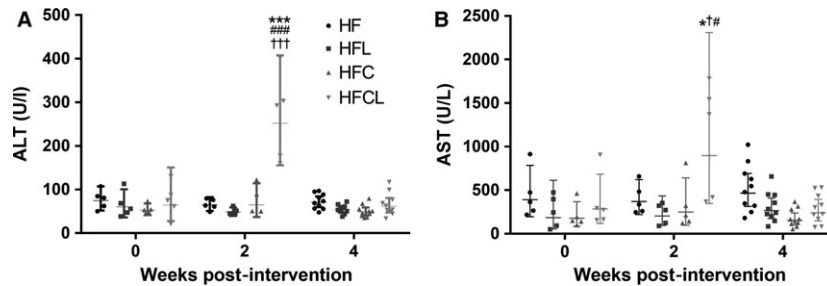 A
ALT (U/l)
500
400
300
200
100
0
***
###
†††
HF
HFL
HFC
HFCL
0
2
4
Weeks post-intervention
B
AST (U/L)
2500
2000
1500
1000
500
0
*†#
0
2
4
Weeks post-intervention